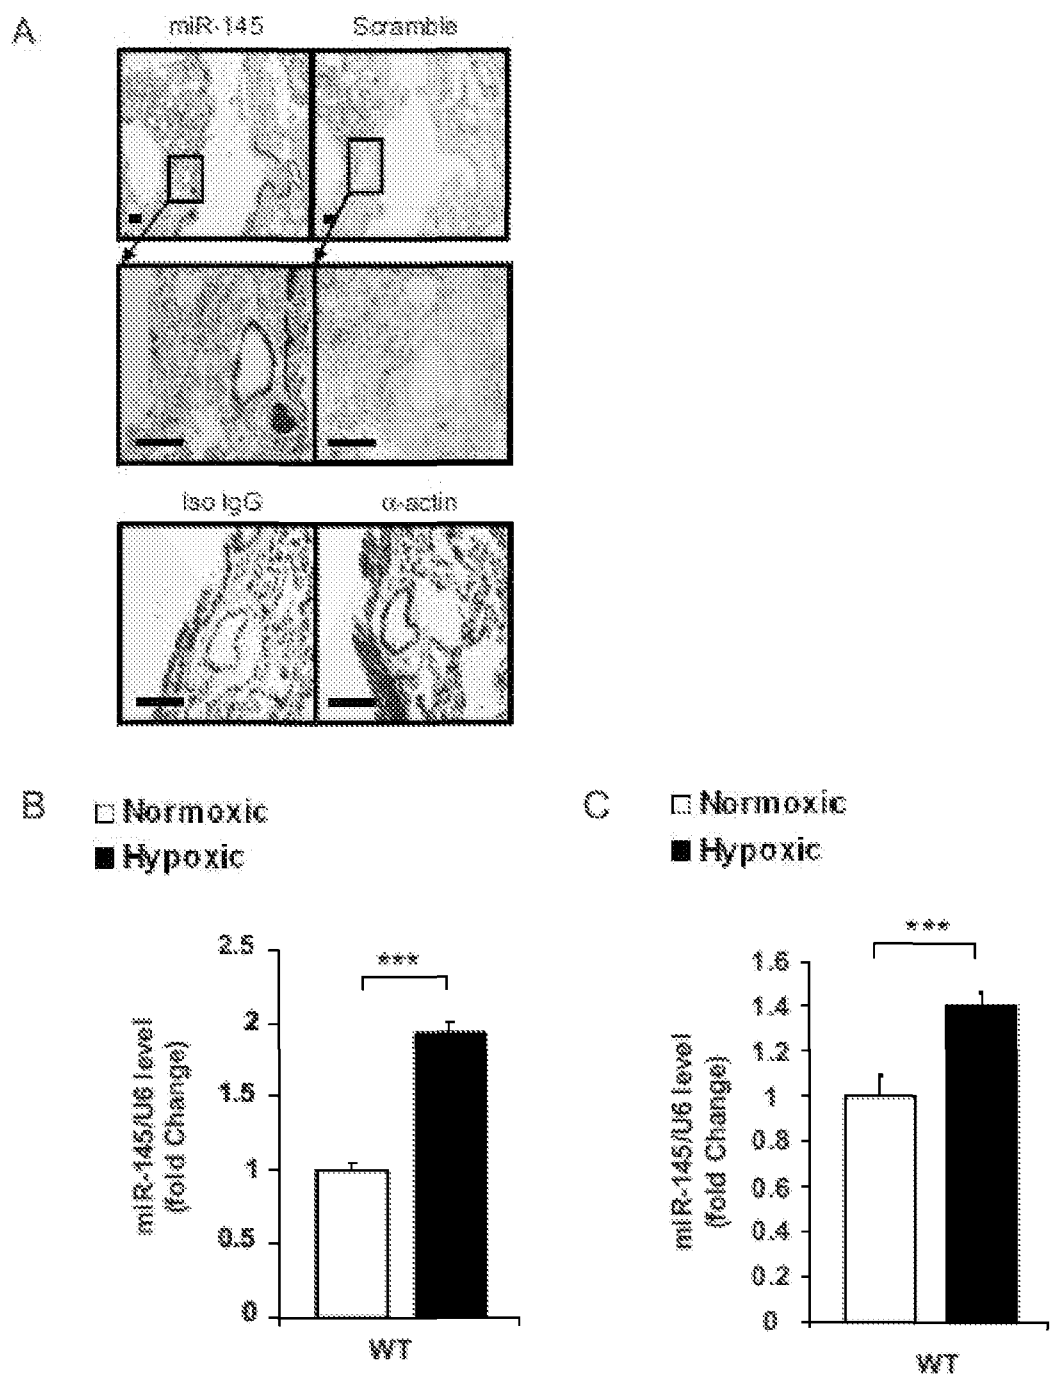 A
miR-145 Scramble
Iso IgG α-actin
B
Normoxic
Hypoxic
2.5
2
1.5
1
0.5
0
miR-145/U6 level
(fold Change)
***
WT
C
Normoxic
Hypoxic
1.6
1.4
1.2
1
0.8
0.6
0.4
0.2
0
miR-145/U6 level
(fold Change)
***
WT